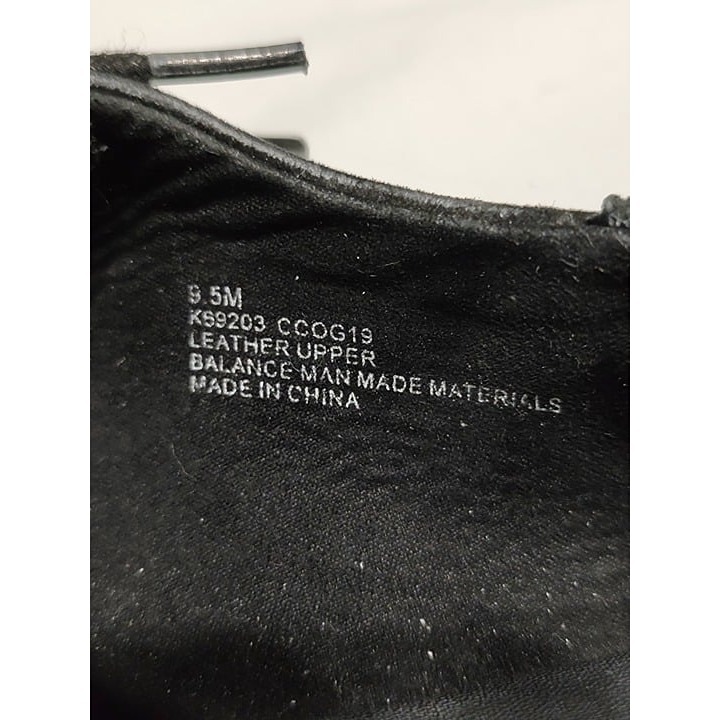 9.5M
K69203 CCOG19
LEATHER UPPER
BALANCE MAN MADE MATERIALS
MADE IN CHINA